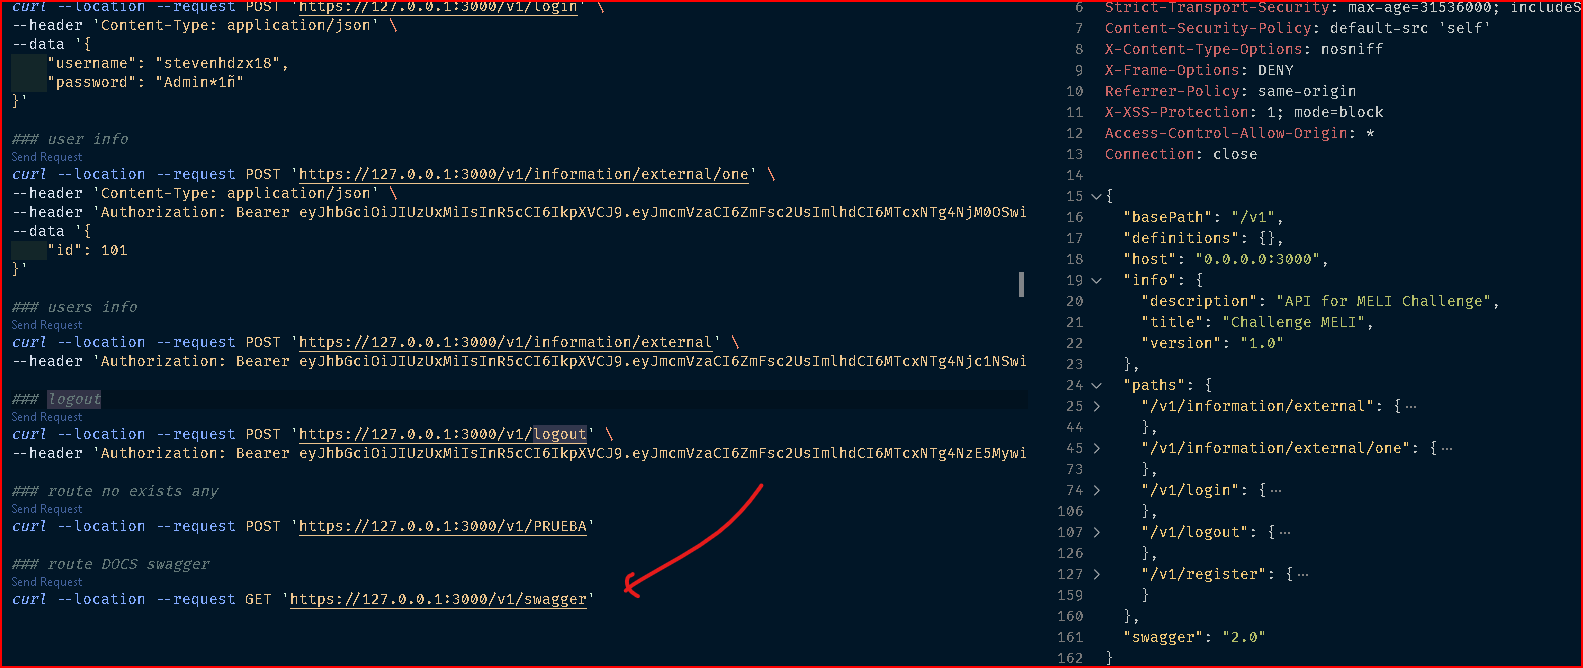 curl --location --request POST 'https://127.0.0.1:3000/v1/login' \
--header 'Content-Type: application/json' \
--data '{
"username": "stevenhdzx18",
"password": "Admin*1ñ"
}'
### user info
Send Request
curl --location --request POST 'https://127.0.0.1:3000/v1/information/external/one' \
--header 'Content-Type: application/json' \
--header 'Authorization: Bearer eyJhbGciOiJIUzUxMiIsInR5cCI6IkpXVCJ9.eyJmcmVzaCI6ZmFsc2UsImlhdCI6MTcxNTg4NjM0OSwi
--data '{
"id": 101
}'
### users info
Send Request
curl --location --request POST 'https://127.0.0.1:3000/v1/information/external' \
--header 'Authorization: Bearer eyJhbGciOiJIUzUxMiIsInR5cCI6IkpXVCJ9.eyJmcmVzaCI6ZmFsc2UsImlhdCI6MTcxNTg4Njc1NSwi
### logout
Send Request
curl --location --request POST 'https://127.0.0.1:3000/v1/logout' \
--header 'Authorization: Bearer eyJhbGciOiJIUzUxMiIsInR5cCI6IkpXVCJ9.eyJmcmVzaCI6ZmFsc2UsImlhdCI6MTcxNTg4NzE5Mywi
### route no exists any
Send Request
curl --location --request POST 'https://127.0.0.1:3000/v1/PRUEBA'
### route DOCS swagger
Send Request
curl --location --request GET 'https://127.0.0.1:3000/v1/swagger'
6 Strict-Transport-Security: max-age=31536000; includeS
7 Content-Security-Policy: default-src 'self'
8 X-Content-Type-Options: nosniff
9 X-Frame-Options: DENY
10 Referrer-Policy: same-origin
11 X-XSS-Protection: 1; mode=block
12 Access-Control-Allow-Origin: *
13 Connection: close
14
15 {
16 "basePath": "/v1",
17 "definitions": {},
18 "host": "0.0.0.0:3000",
19 "info": {
20 "description": "API for MELI Challenge",
21 "title": "Challenge MELI",
22 "version": "1.0"
23 },
24 "paths": {
25 "/v1/information/external": {···
44 },
45 "/v1/information/external/one": {···
73 },
74 "/v1/login": {···
106 },
107 "/v1/logout": {···
126 },
127 "/v1/register": {···
159 }
160 },
161 "swagger": "2.0"
162 }